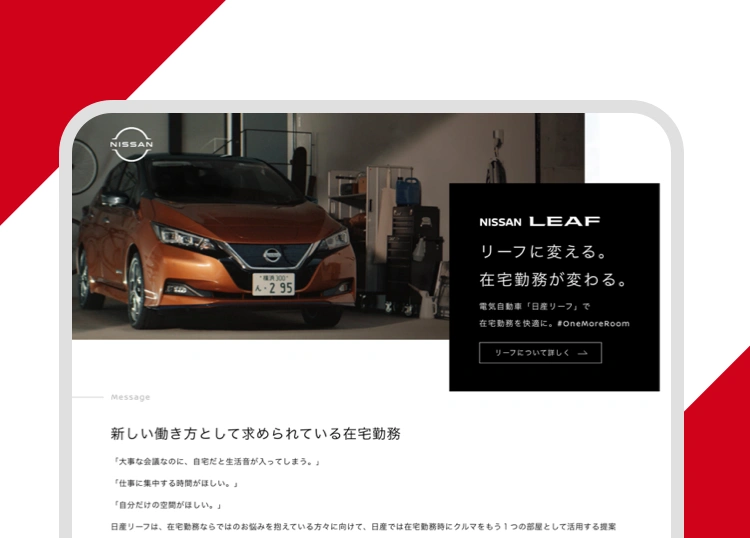 NISSAN
横浜 300
ん・・2 95
NISSAN LEAF
リーフに変える。
在宅勤務が変わる。
電気自動車「日産リーフ」で
在宅勤務を快適に。#OneMoreRoom
リーフについて詳しく
Message
新しい働き方として求められている在宅勤務
「大事な会議なのに、自宅だと生活音が入ってしまう。」
「仕事に集中する時間がほしい。」
「自分だけの空間がほしい。」
日産リーフは、在宅勤務ならではのお悩みを抱えている方々に向けて、日産では在宅勤務時にクルマをもう1つの部屋として活用する提案